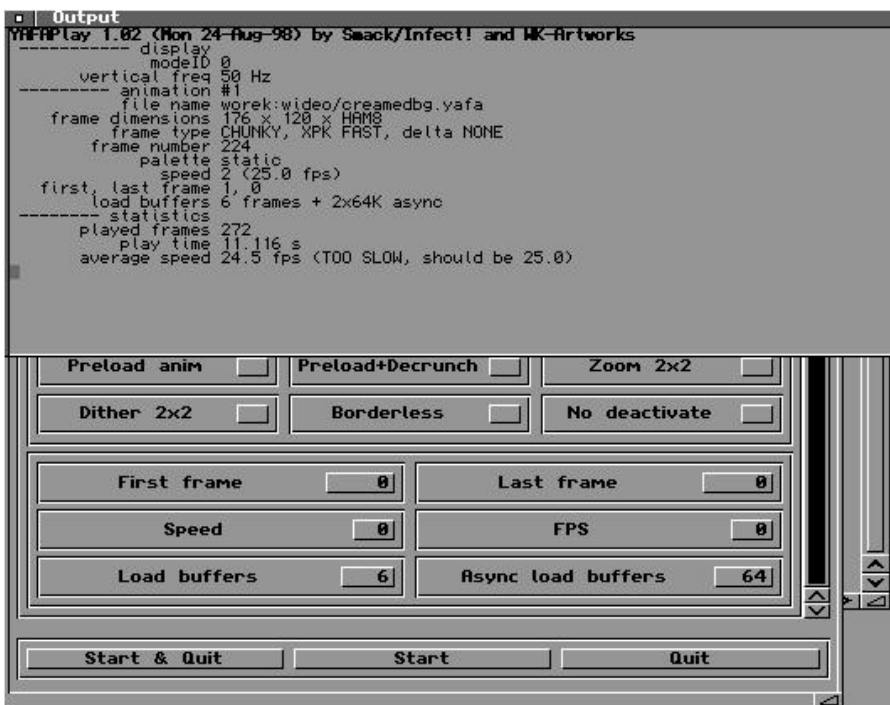 Output
YAFAPlay 1.02 (Mon 24-Aug-98) by Smack/Infect! and WK-Artworks
----------- display
modeID 0
vertical freq 50 Hz
--------- animation #1
file name worek:wideo/creamedbg.yafa
frame dimensions 176 x 120 x HAM8
frame type CHUNKY, XPK FAST, delta NONE
frame number 224
palette static
speed 2 (25.0 fps)
first, last frame 1, 0
load buffers 6 frames + 2x64K async
-------- statistics
played frames 272
play time 11.116 s
average speed 24.5 fps (TOO SLOW, should be 25.0)
Preload anim Preload+Decrunch Zoom 2x2
Dither 2x2 Borderless No deactivate
First frame 0 Last frame 0
Speed 0 FPS 0
Load buffers 6 Async load buffers 64
Start & Quit Start Quit